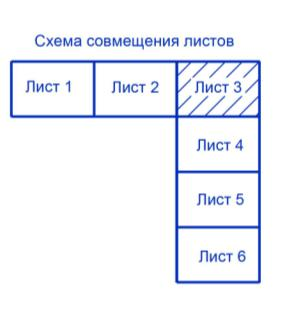 Схема совмещения листов
Лист 1 Лист 2 Лист 3
Лист 4
Лист 5
Лист 6